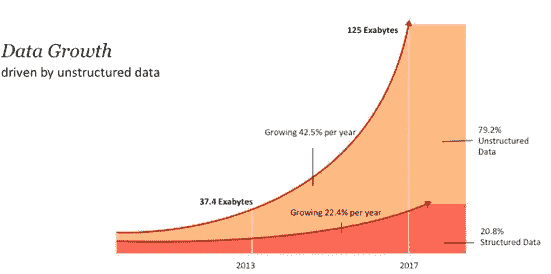 Data Growth
driven by unstructured data
125 Exabytes
Growing 42.5% per year
79.2%
Unstructured
Data
37.4 Exabytes
Growing 22.4% per year
20.8%
Structured Data
2013
2017